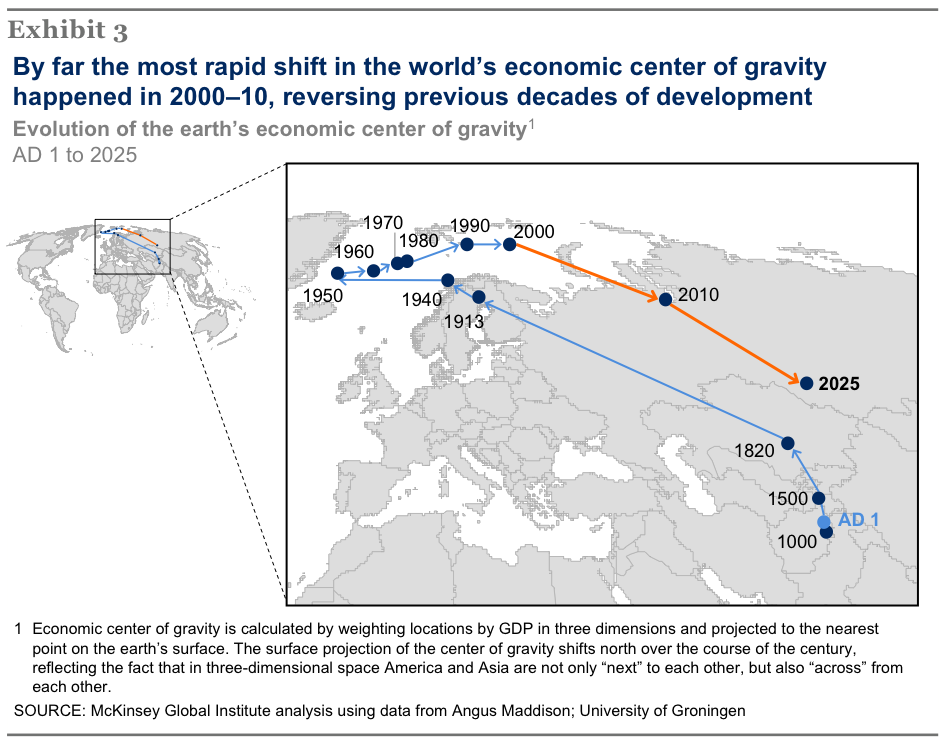 Exhibit 3
By far the most rapid shift in the world's economic center of gravity
happened in 2000–10, reversing previous decades of development
Evolution of the earth's economic center of gravity¹
AD 1 to 2025
1970
1990
1980
2000
1960
1950
1940
2010
1913
2025
1820
1500
AD 1
1000
1 Economic center of gravity is calculated by weighting locations by GDP in three dimensions and projected to the nearest
point on the earth's surface. The surface projection of the center of gravity shifts north over the course of the century,
reflecting the fact that in three-dimensional space America and Asia are not only “next” to each other, but also “across” from
each other.
SOURCE: McKinsey Global Institute analysis using data from Angus Maddison; University of Groningen